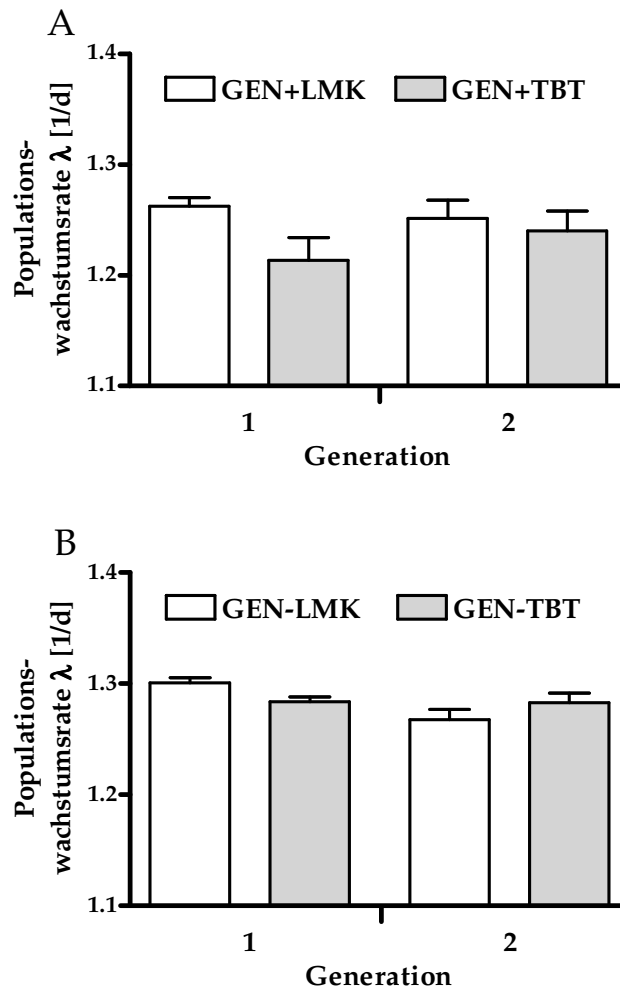 A
1.4
GEN+LMK GEN+TBT
1.3
1.2
1.1
Populations-
wachstumsrate λ [1/d]
1 2
Generation
B
1.4
GEN-LMK GEN-TBT
1.3
1.2
1.1
Populations-
wachstumsrate λ [1/d]
1 2
Generation